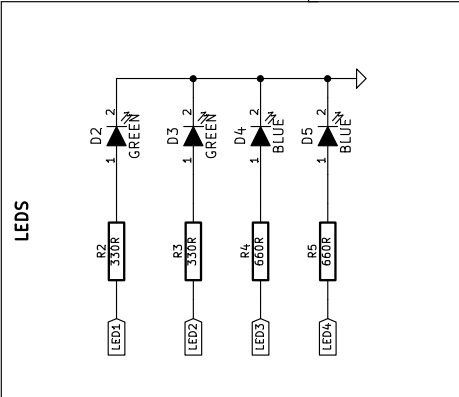 LEDS
D2
GREEN
2
1
R2
330R
LED1
D3
GREEN
2
1
R3
330R
LED2
D4
BLUE
2
1
R4
660R
LED3
D5
BLUE
2
1
R5
660R
LED4